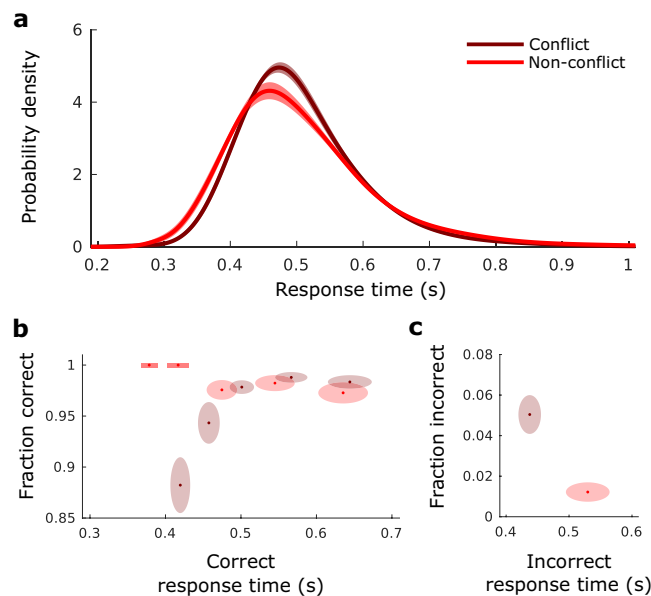 a
6
4
2
0
Probability density
Conflict
Non-conflict
0.2 0.3 0.4 0.5 0.6 0.7 0.8 0.9 1
Response time (s)
b
1
0.95
0.9
0.85
Fraction correct
0.3 0.4 0.5 0.6 0.7
Correct
response time (s)
c
0.08
0.06
0.04
0.02
0
Fraction incorrect
0.4 0.5 0.6
Incorrect
response time (s)